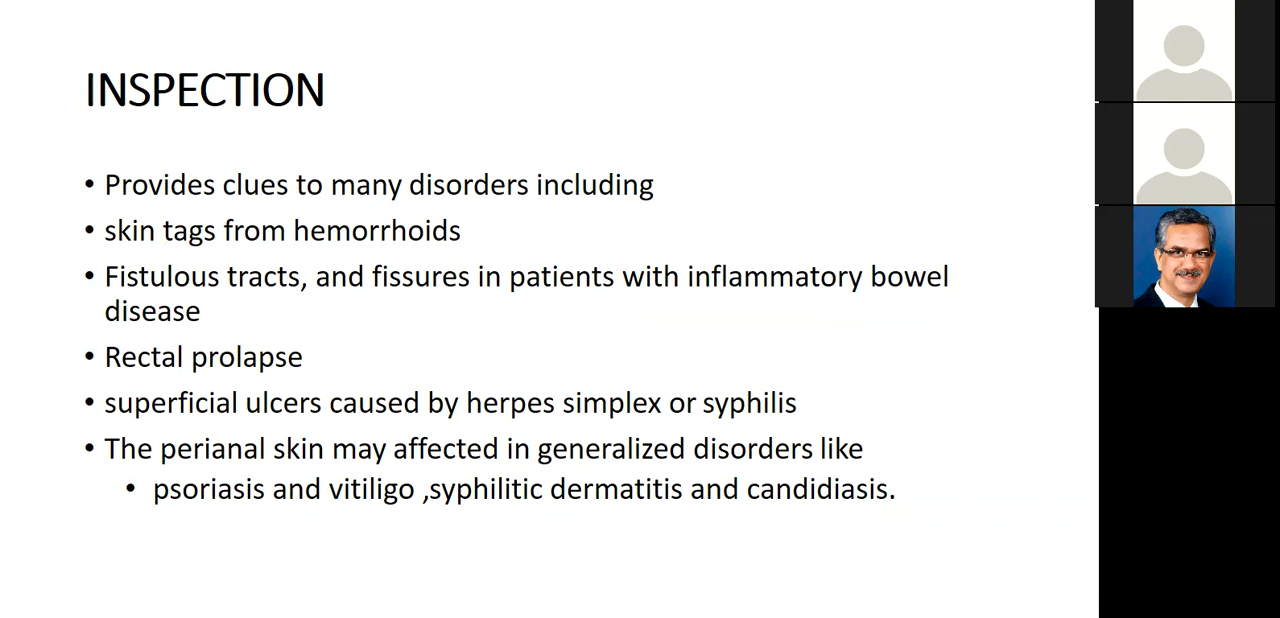 INSPECTION
• Provides clues to many disorders including
• skin tags from hemorrhoids
• Fistulous tracts, and fissures in patients with inflammatory bowel
disease
• Rectal prolapse
• superficial ulcers caused by herpes simplex or syphilis
• The perianal skin may affected in generalized disorders like
• psoriasis and vitiligo ,syphilitic dermatitis and candidiasis.